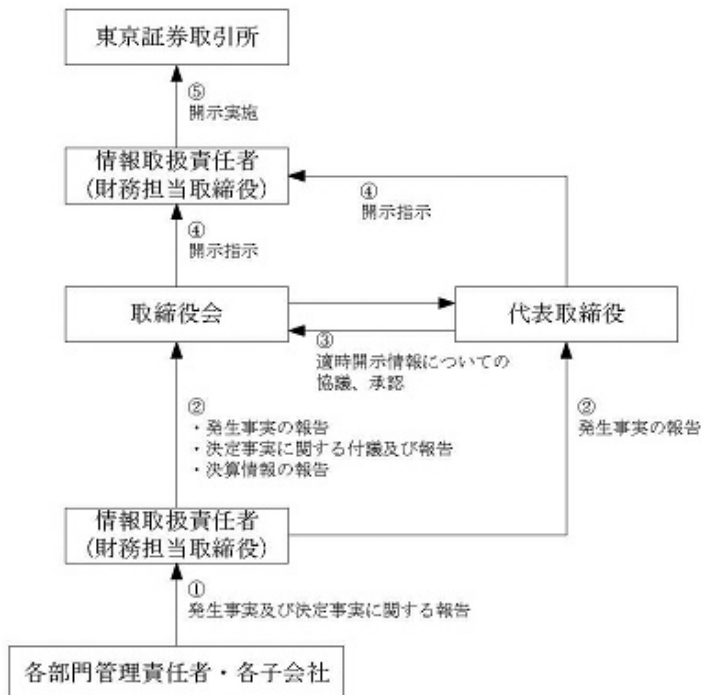 東京証券取引所
⑤
開示実施
情報取扱責任者
(財務担当取締役)
④
開示指示
④
開示指示
取締役会
代表取締役
③
適時開示情報についての
協議、承認
②
・発生事実の報告
・決定事実に関する付議及び報告
・決算情報の報告
②
発生事実の報告
情報取扱責任者
(財務担当取締役)
①
発生事実及び決定事実に関する報告
各部門管理責任者・各子会社